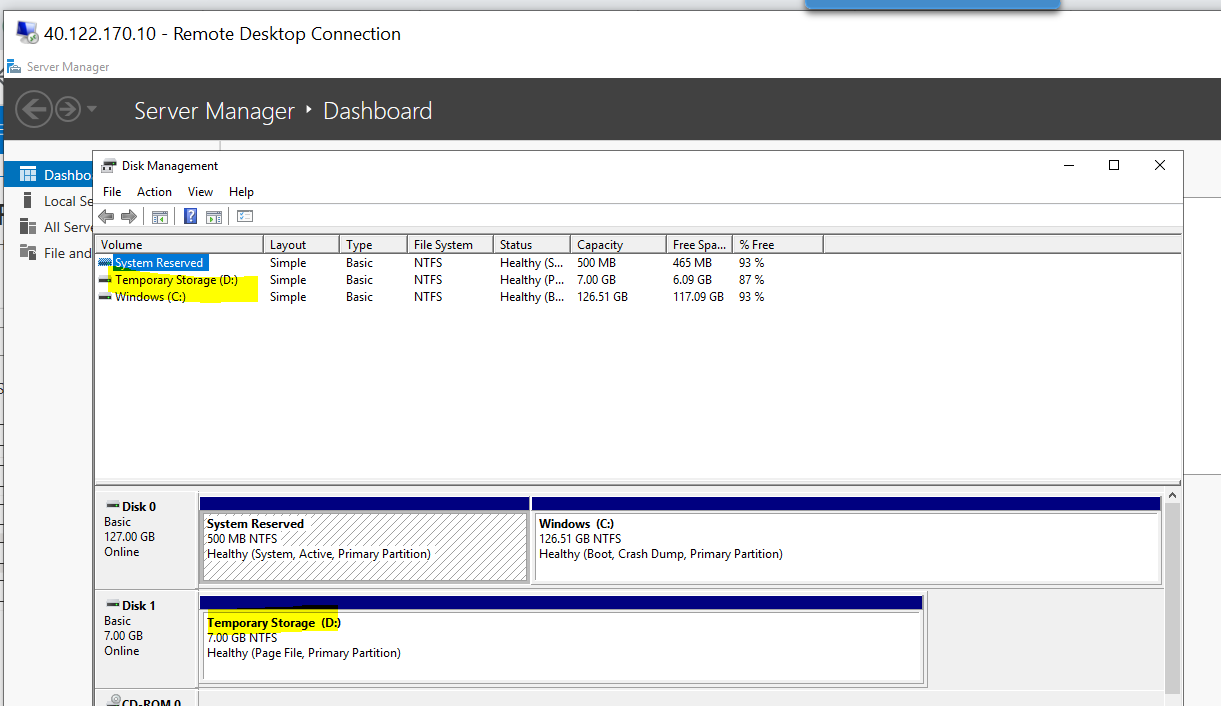 40.122.170.10 - Remote Desktop Connection
Server Manager
Server Manager ‣ Dashboard
Disk Management
File Action View Help
Volume Layout Type File System Status Capacity Free Spa... % Free
System Reserved Simple Basic NTFS Healthy (S... 500 MB 465 MB 93 %
Temporary Storage (D:) Simple Basic NTFS Healthy (P... 7.00 GB 6.09 GB 87 %
Windows (C:) Simple Basic NTFS Healthy (B... 126.51 GB 117.09 GB 93 %
Dashbo
Local Se
All Serve
File and
Disk 0
Basic
127.00 GB
Online
System Reserved
500 MB NTFS
Healthy (System, Active, Primary Partition)
Windows (C:)
126.51 GB NTFS
Healthy (Boot, Crash Dump, Primary Partition)
Disk 1
Basic
7.00 GB
Online
Temporary Storage (D:)
7.00 GB NTFS
Healthy (Page File, Primary Partition)
CD-ROM 0